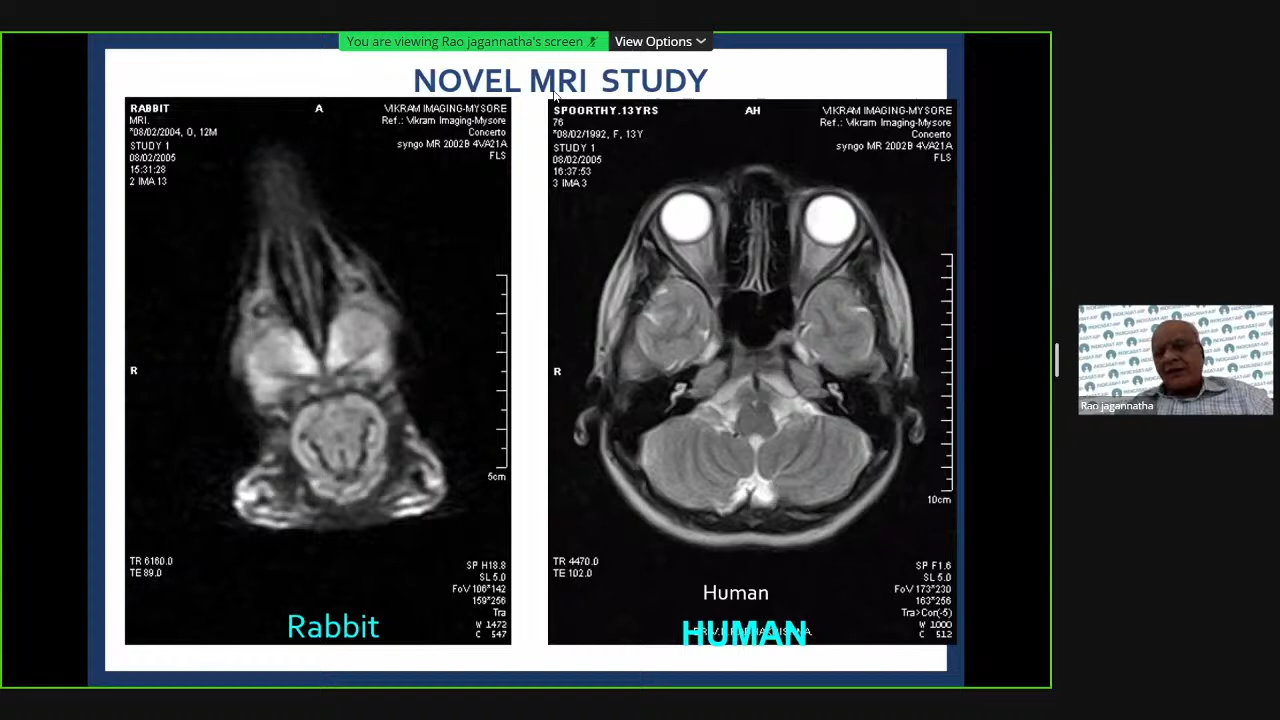 You are viewing Rao jagannatha's screen
View Options
NOVEL MRI STUDY
RABBIT
MRI.
*08/02/2004, O, 12M
STUDY 1
08/02/2005
15:31:28
2 IMA 13
A
VIKRAM IMAGING-MYSORE
Ref.: Vikram Imaging-Mysore
Concerto
syngo MR 2002B 4VA21A
FLS
R
5cm
TR 6160.0
TE 89.0
SP H18.8
SL 5.0
FoV 106*142
159*256
Tra
W 1472
C 547
Rabbit
SPOORTHY.13YRS
76
*08/02/1992, F, 13Y
STUDY 1
08/02/2005
16:37:53
3 IMA 3
AH
VIKRAM IMAGING-MYSORE
Ref.: Vikram Imaging-Mysore
Concerto
syngo MR 2002B 4VA21A
FLS
R
10cm
TR 4470.0
TE 102.0
SP F1.6
SL 5.0
FoV 173*230
163*256
Tra>Cor(-5)
W 1000
C 512
Human
HUMAN
Rao jagannatha